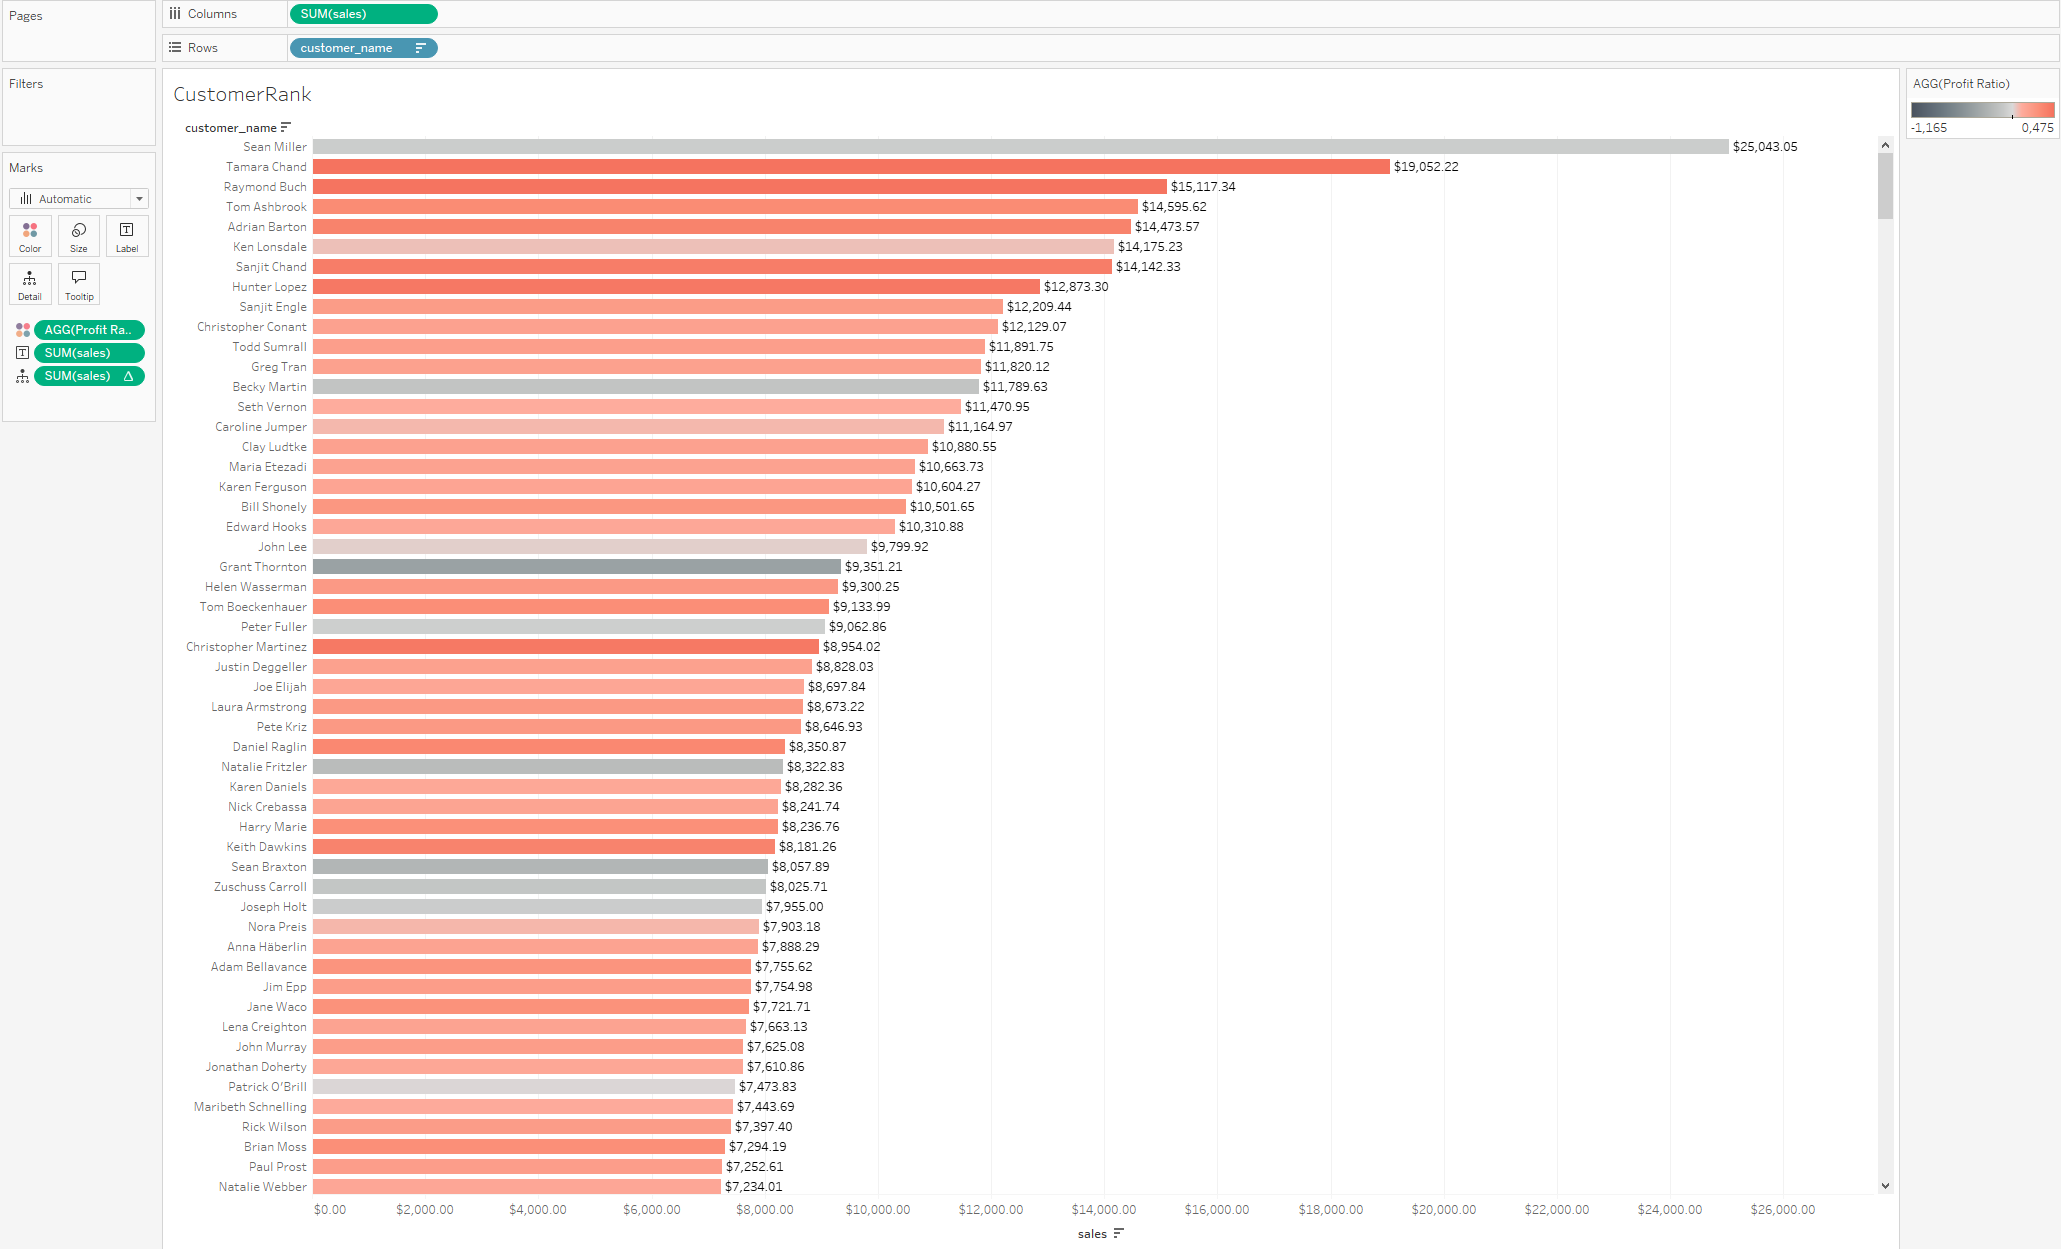 Pages
Columns
SUM(sales)
Rows
customer_name
Filters
Marks
Automatic
Color
Size
Label
Detail
Tooltip
AGG(Profit Ra..
SUM(sales)
SUM(sales)
CustomerRank
customer_name
Sean Miller $25,043.05
Tamara Chand $19,052.22
Raymond Buch $15,117.34
Tom Ashbrook $14,595.62
Adrian Barton $14,473.57
Ken Lonsdale $14,175.23
Sanjit Chand $14,142.33
Hunter Lopez $12,873.30
Sanjit Engle $12,209.44
Christopher Conant $12,129.07
Todd Sumrall $11,891.75
Greg Tran $11,820.12
Becky Martin $11,789.63
Seth Vernon $11,470.95
Caroline Jumper $11,164.97
Clay Ludtke $10,880.55
Maria Etezadi $10,663.73
Karen Ferguson $10,604.27
Bill Shonely $10,501.65
Edward Hooks $10,310.88
John Lee $9,799.92
Grant Thornton $9,351.21
Helen Wasserman $9,300.25
Tom Boeckenhauer $9,133.99
Peter Fuller $9,062.86
Christopher Martinez $8,954.02
Justin Deggeller $8,828.03
Joe Elijah $8,697.84
Laura Armstrong $8,673.22
Pete Kriz $8,646.93
Daniel Raglin $8,350.87
Natalie Fritzler $8,322.83
Karen Daniels $8,282.36
Nick Crebassa $8,241.74
Harry Marie $8,236.76
Keith Dawkins $8,181.26
Sean Braxton $8,057.89
Zuschuss Carroll $8,025.71
Joseph Holt $7,955.00
Nora Preis $7,903.18
Anna Häberlin $7,888.29
Adam Bellavance $7,755.62
Jim Epp $7,754.98
Jane Waco $7,721.71
Lena Creighton $7,663.13
John Murray $7,625.08
Jonathan Doherty $7,610.86
Patrick O'Brill $7,473.83
Maribeth Schnelling $7,443.69
Rick Wilson $7,397.40
Brian Moss $7,294.19
Paul Prost $7,252.61
Natalie Webber $7,234.01
$0.00 $2,000.00 $4,000.00 $6,000.00 $8,000.00 $10,000.00 $12,000.00 $14,000.00 $16,000.00 $18,000.00 $20,000.00 $22,000.00 $24,000.00 $26,000.00
sales
AGG(Profit Ratio)
-1,165 0,475